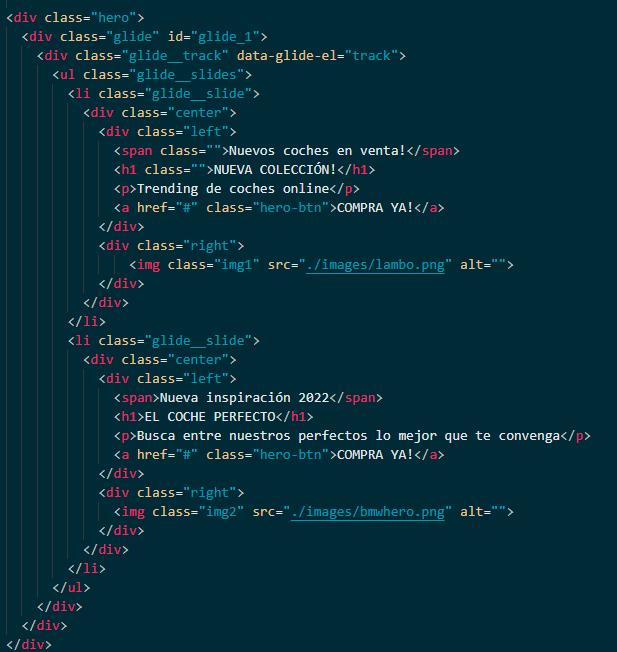 <div class="hero">
<div class="glide" id="glide_1">
<div class="glide__track" data-glide-el="track">
<ul class="glide__slides">
<li class="glide__slide">
<div class="center">
<div class="left">
<span class="">Nuevos coches en venta!</span>
<h1 class="">NUEVA COLECCIÓN!</h1>
<p>Trending de coches online</p>
<a href="#" class="hero-btn">COMPRA YA!</a>
</div>
<div class="right">
<img class="img1" src="./images/lambo.png" alt="">
</div>
</div>
</li>
<li class="glide__slide">
<div class="center">
<div class="left">
<span>Nueva inspiración 2022</span>
<h1>EL COCHE PERFECTO</h1>
<p>Busca entre nuestros perfectos lo mejor que te convenga</p>
<a href="#" class="hero-btn">COMPRA YA!</a>
</div>
<div class="right">
<img class="img2" src="./images/bmwhero.png" alt="">
</div>
</div>
</li>
</ul>
</div>
</div>
</div>